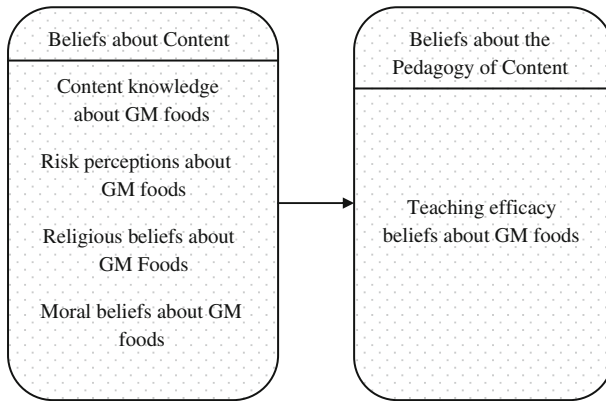 Beliefs about Content
Content knowledge
about GM foods
Risk perceptions about
GM foods
Religious beliefs about
GM Foods
Moral beliefs about GM
foods
Beliefs about the
Pedagogy of Content
Teaching efficacy
beliefs about GM foods